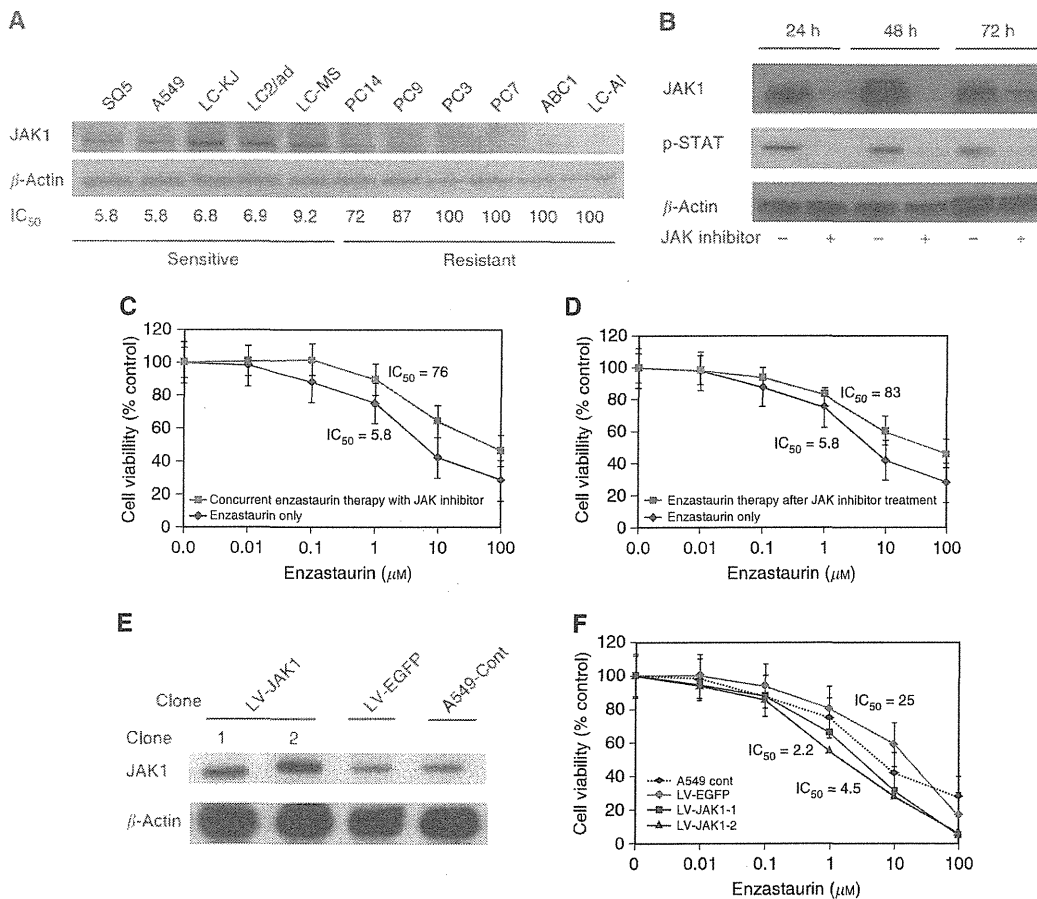 A
SQ5 A549 LC-KJ LC2/ad LC-MS PC14 PC9 PC3 PC7 ABC1 LC-AI
JAK1
β-Actin
IC50 5.8 5.8 6.8 6.9 9.2 72 87 100 100 100 100
Sensitive Resistant
B
24 h 48 h 72 h
JAK1
p-STAT
β-Actin
JAK inhibitor − + − + − +
C
120
100
80
60
40
20
0
Cell viability (% control)
IC50 = 76
IC50 = 5.8
Concurrent enzastaurin therapy with JAK inhibitor
Enzastaurin only
0.0 0.01 0.1 1 10 100
Enzastaurin (μM)
D
120
100
80
60
40
20
0
Cell viability (% control)
IC50 = 83
IC50 = 5.8
Enzastaurin therapy after JAK inhibitor treatment
Enzastaurin only
0.0 0.01 0.1 1 10 100
Enzastaurin (μM)
E
Clone LV-JAK1 LV-EGFP A549-Cont
Clone 1 2
JAK1
β-Actin
F
120
100
80
60
40
20
0
Cell viability (% control)
IC50 = 25
IC50 = 2.2
IC50 = 4.5
A549 cont
LV-EGFP
LV-JAK1-1
LV-JAK1-2
0 0.01 0.1 1 10 100
Enzastaurin (μM)